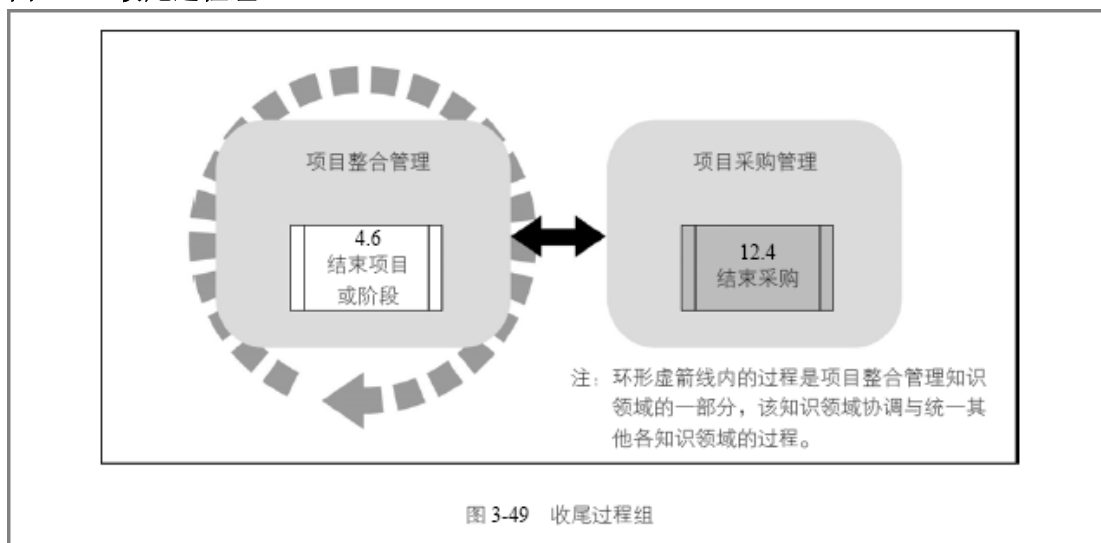 项目整合管理
4.6
结束项目
或阶段
项目采购管理
12.4
结束采购
注：环形虚箭线内的过程是项目整合管理知识
领域的一部分，该知识领域协调与统一其
他各知识领域的过程。
图 3-49 收尾过程组